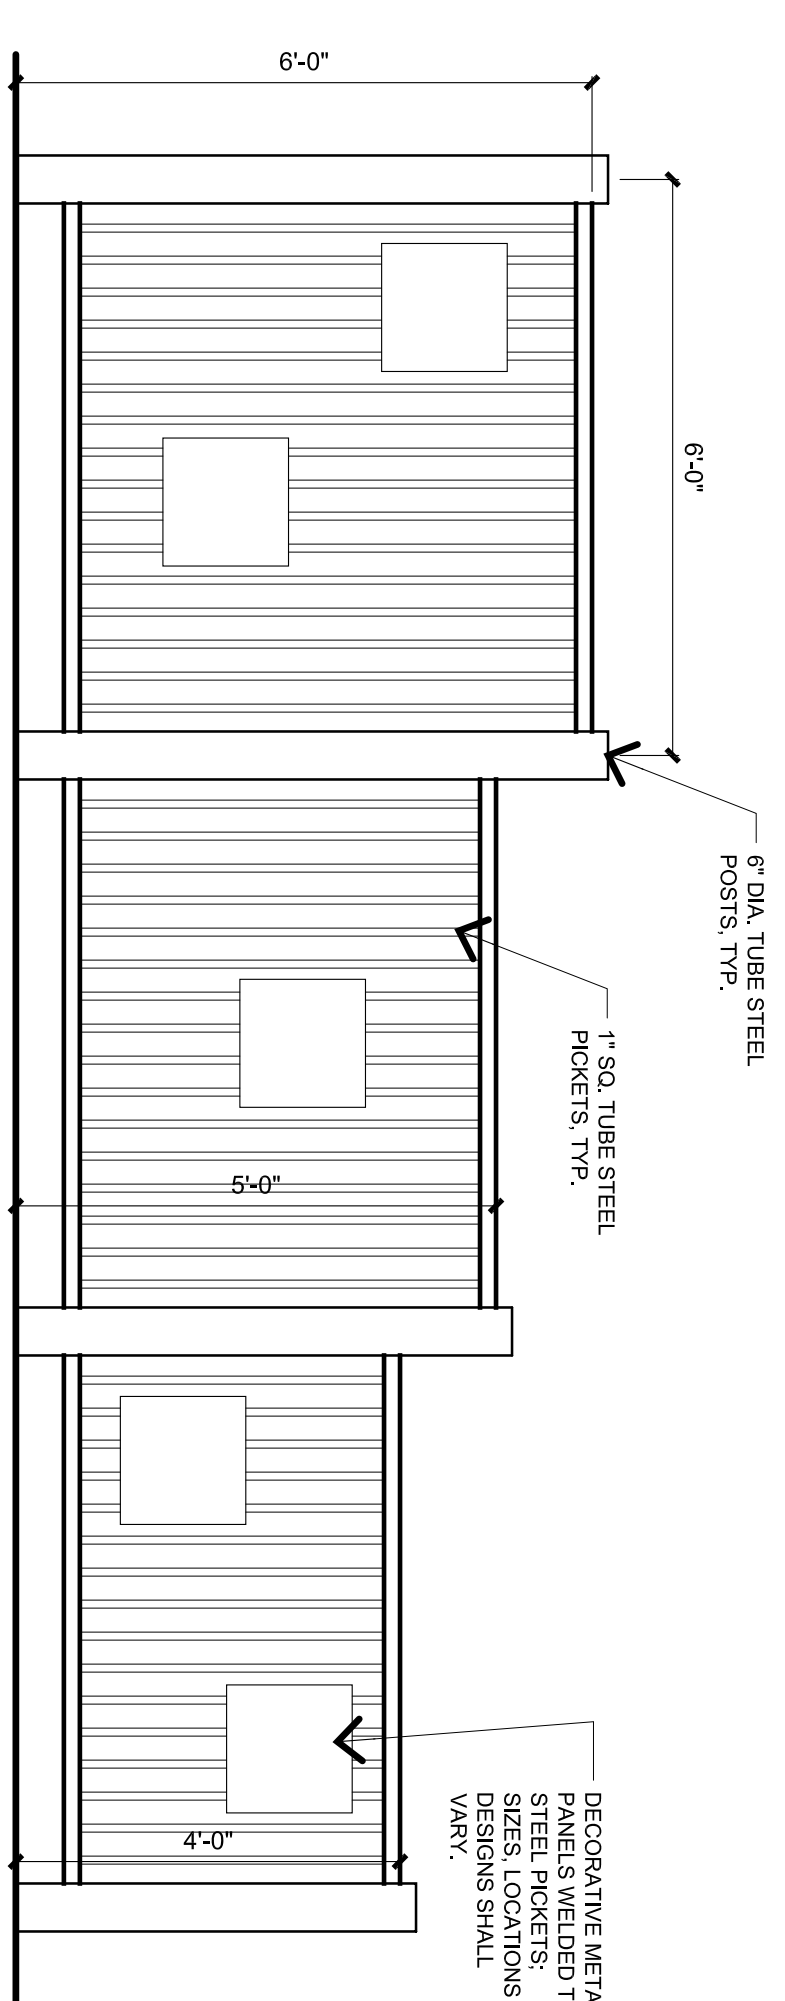 6'-0"
6'-0"
6" DIA. TUBE STEEL
POSTS, TYP.
1" SQ. TUBE STEEL
PICKETS, TYP.
5'-0"
DECORATIVE META
PANELS WELDED T
STEEL PICKETS;
SIZES, LOCATIONS
DESIGNS SHALL
VARY.
4'-0"